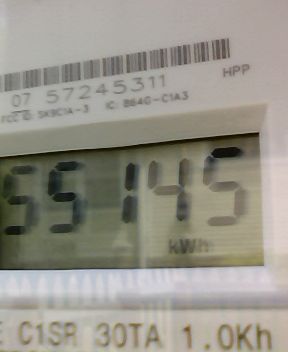 HPP
07 57245311
FCC ID: SK9C1A-3 IC: 864G-C1A3
55145
kWh
C1SR 30TA 1.0Kh